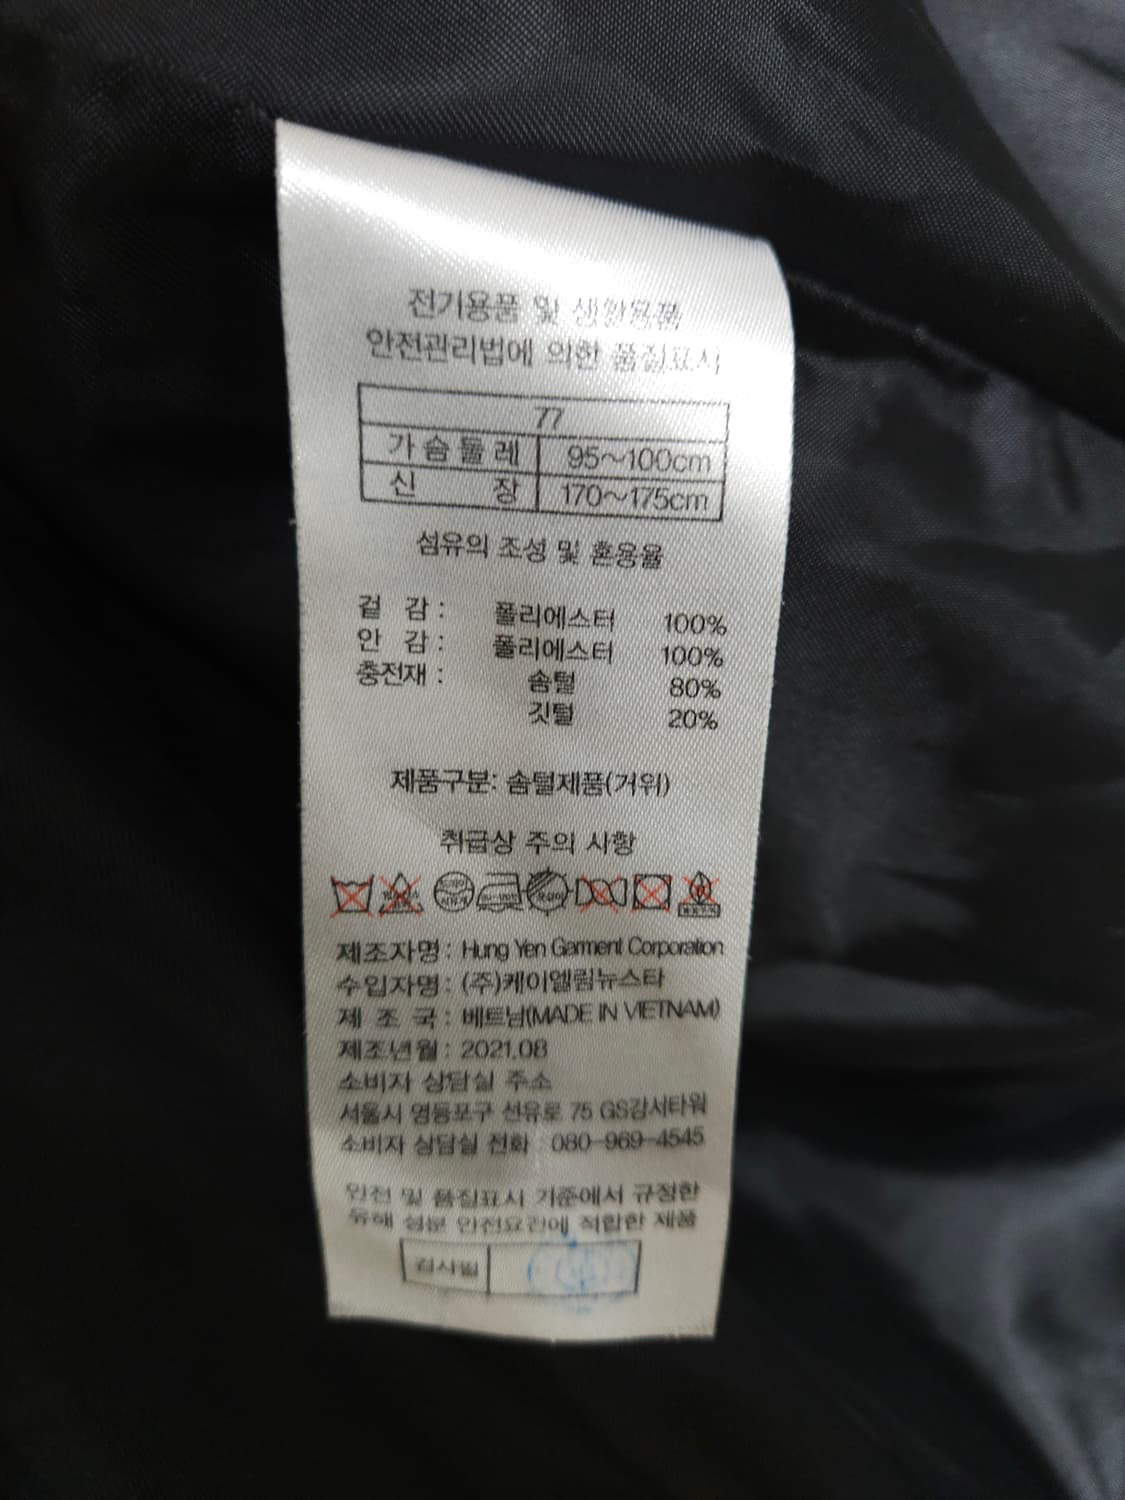 전기용품 및 생활용품
안전관리법에 의한 품질표시
77
가슴둘레 95~100cm
신 장 170~175cm
섬유의 조성 및 혼용율
겉 감 : 폴리에스터 100%
안 감 : 폴리에스터 100%
충전재 : 솜털 80%
깃털 20%
제품구분: 솜털제품(거위)
취급상 주의 사항
제조자명 : Hung Yen Garment Corporation
수입자명 : (주)케이엘림뉴스타
제 조 국 : 베트남(MADE IN VIETNAM)
제조년월 : 2021.08
소비자 상담실 주소
서울시 영등포구 선유로 75 GS강서타워
소비자 상담실 전화 : 080-969-4545
안전 및 품질표시 기준에서 규정한
유해 성분 안전요건에 적합한 제품
검사필